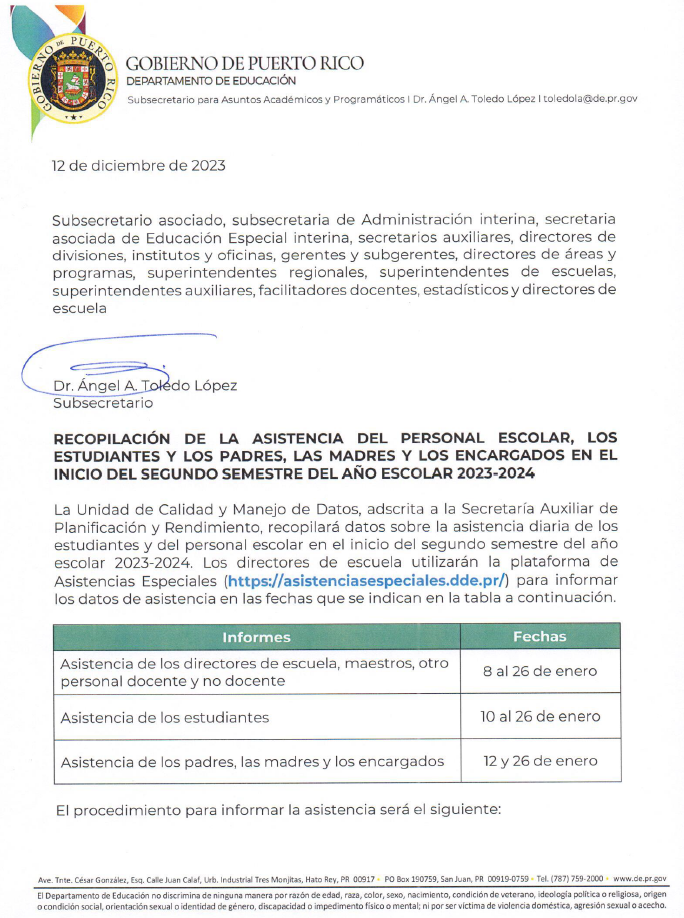 GOBIERNO DE PUERTO RICO
GOBIERNO DE PUERTO RICO
DEPARTAMENTO DE EDUCACIÓN
Subsecretario para Asuntos Académicos y Programáticos I Dr. Ángel A. Toledo López I toledola@de.pr.gov
12 de diciembre de 2023
Subsecretario asociado, subsecretaria de Administración interina, secretaria
asociada de Educación Especial interina, secretarios auxiliares, directores de
divisiones, institutos y oficinas, gerentes y subgerentes, directores de áreas y
programas, superintendentes regionales, superintendentes de escuelas,
superintendentes auxiliares, facilitadores docentes, estadísticos y directores de
escuela
Dr. Ángel A. Toledo López
Subsecretario
RECOPILACIÓN DE LA ASISTENCIA DEL PERSONAL ESCOLAR, LOS
ESTUDIANTES Y LOS PADRES, LAS MADRES Y LOS ENCARGADOS EN EL
INICIO DEL SEGUNDO SEMESTRE DEL AÑO ESCOLAR 2023-2024
La Unidad de Calidad y Manejo de Datos, adscrita a la Secretaría Auxiliar de
Planificación y Rendimiento, recopilará datos sobre la asistencia diaria de los
estudiantes y del personal escolar en el inicio del segundo semestre del año
escolar 2023-2024. Los directores de escuela utilizarán la plataforma de
Asistencias Especiales (https://asistenciasespeciales.dde.pr/) para informar
los datos de asistencia en las fechas que se indican en la tabla a continuación.
Informes Fechas
Asistencia de los directores de escuela, maestros, otro
personal docente y no docente 8 al 26 de enero
Asistencia de los estudiantes 10 al 26 de enero
Asistencia de los padres, las madres y los encargados 12 y 26 de enero
El procedimiento para informar la asistencia será el siguiente:
Ave. Tnte. César González, Esq. Calle Juan Calaf, Urb. Industrial Tres Monjitas, Hato Rey, PR 00917 • PO Box 190759, San Juan, PR 00919-0759 • Tel. (787) 759-2000 • www.de.pr.gov
El Departamento de Educación no discrimina de ninguna manera por razón de edad, raza, color, sexo, nacimiento, condición de veterano, ideología política o religiosa, origen
o condición social, orientación sexual o identidad de género, discapacidad o impedimento físico o mental; ni por ser víctima de violencia doméstica, agresión sexual o acecho.